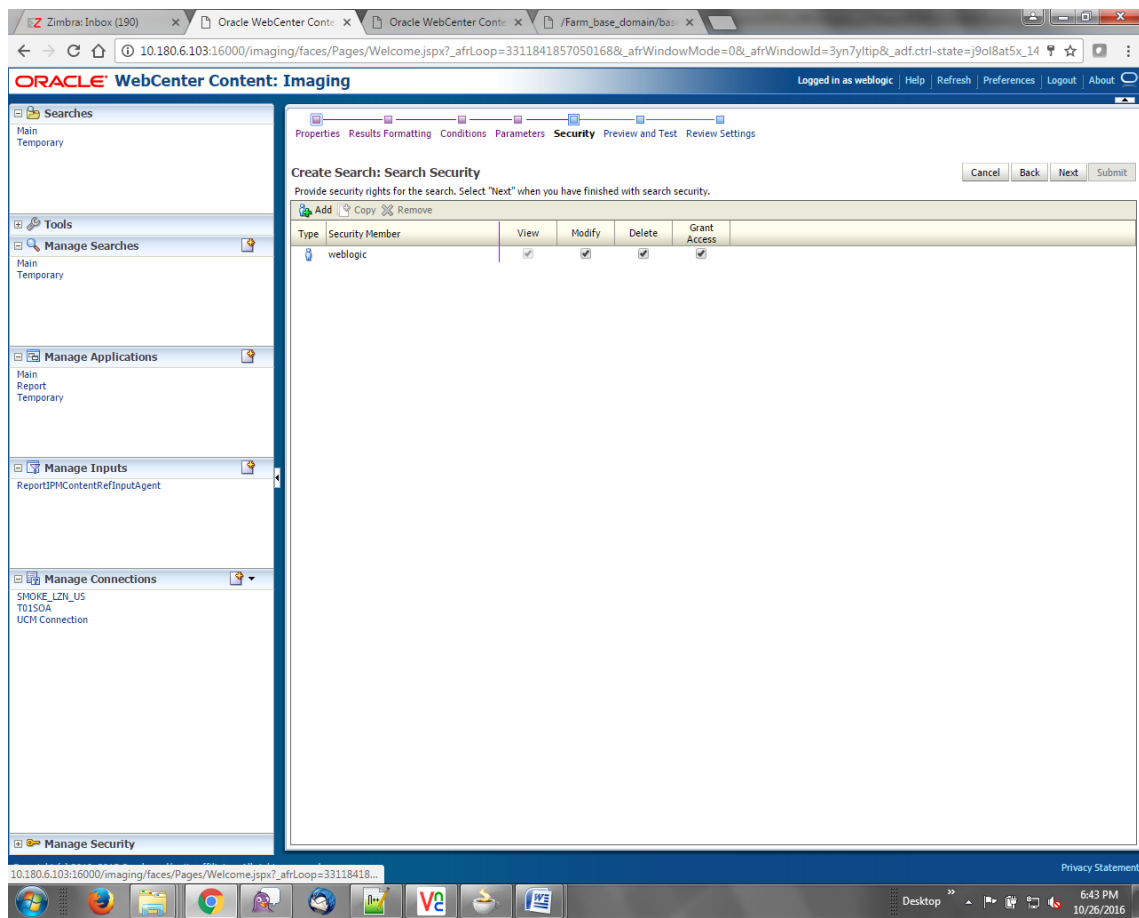 Zimbra: Inbox (190)
Oracle WebCenter Conte
Oracle WebCenter Conte
/Farm_base_domain/bas
10.180.6.103:16000/imaging/faces/Pages/Welcome.jspx?_afrLoop=3311841857050168&_afrWindowMode=0&_afrWindowId=3yn7yltip&_adf.ctrl-state=j9ol8at5x_14
ORACLE WebCenter Content: Imaging
Logged in as weblogic Help Refresh Preferences Logout About
Searches
Main
Temporary
Tools
Manage Searches
Main
Temporary
Manage Applications
Main
Report
Temporary
Manage Inputs
ReportIPMContentRefInputAgent
Manage Connections
SMOKE_LZN_US
T01SOA
UCM Connection
Manage Security
Properties Results Formatting Conditions Parameters Security Preview and Test Review Settings
Create Search: Search Security
Cancel Back Next Submit
Provide security rights for the search. Select "Next" when you have finished with search security.
Add Copy Remove
Type Security Member View Modify Delete Grant Access
weblogic
Privacy Statement
10.180.6.103:16000/imaging/faces/Pages/Welcome.jspx?_afrLoop=33118418...
Desktop
6:43 PM
10/26/2016